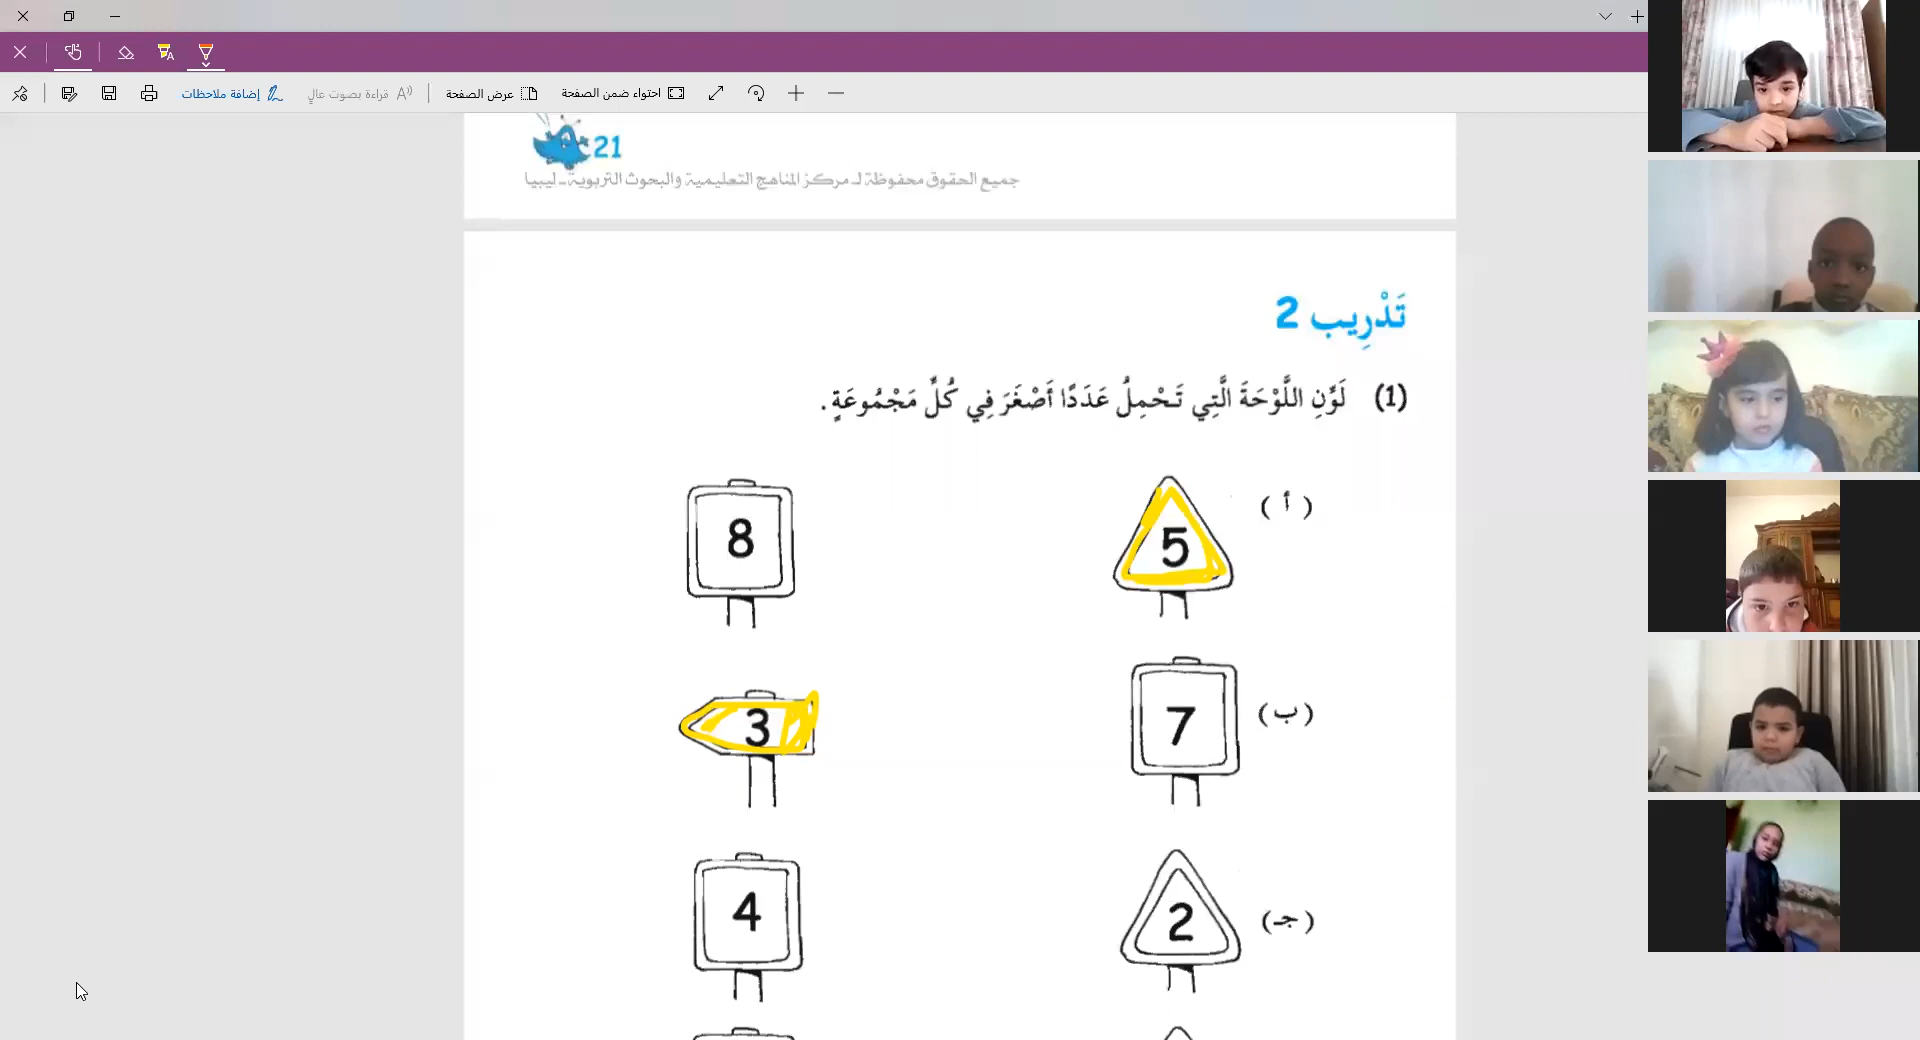 إضافة ملاحظات
قراءة بصوت عالٍ
عرض الصفحة
احتواء ضمن الصفحة
21
جميع الحقوق محفوظة لـ مركز المناهج التعليمية والبحوث التربوية - ليبيا
تَدْرِيب 2
(1) لَوِّنِ اللَّوْحَةَ الَّتِي تَحْمِلُ عَدَدًا أَصْغَرَ فِي كُلِّ مَجْمُوعَةٍ.
(أ) 5 8
(ب) 7 3
(جـ) 2 4